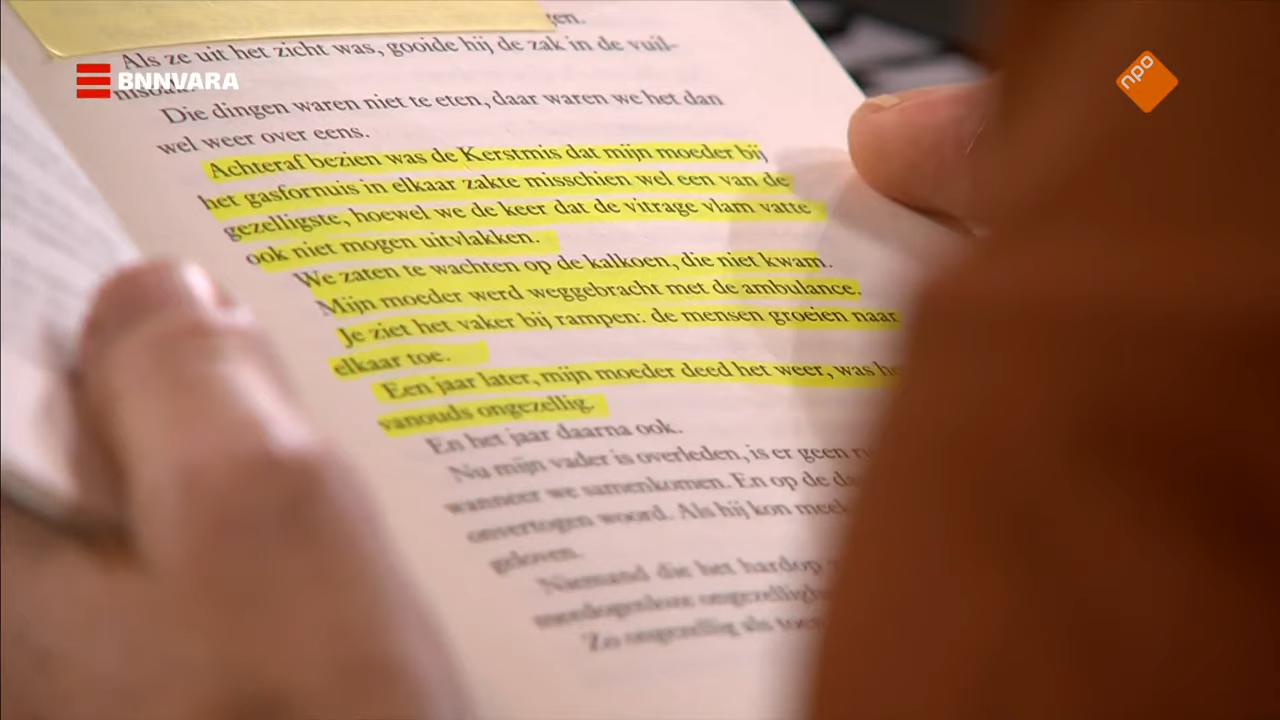 gen.
Als ze uit het zicht was, gooide hij de zak in de vuil-
BNNVARA
npo
Die dingen waren niet te eten, daar waren we het dan
wel weer over eens.
Achteraf bezien was de Kerstmis dat mijn moeder bij
het gasfornuis in elkaar zakte misschien wel een van de
gezelligste, hoewel we de keer dat de vitrage vlam vatte
ook niet mogen uitvlakken.
We zaten te wachten op de kalkoen, die niet kwam.
Mijn moeder werd weggebracht met de ambulance.
Je ziet het vaker bij rampen: de mensen groeien naar
elkaar toe.
Een jaar later, mijn moeder deed het weer, was
vanouds ongezellig.
En het jaar daarna ook.
Nu mijn vader is overleden, is er geen
wanneer we samenkomen. En op de
onvertogen woord. Als hij kon
geloven.
Niemand die het hardop
meedogenloze
Zo ongezellig als